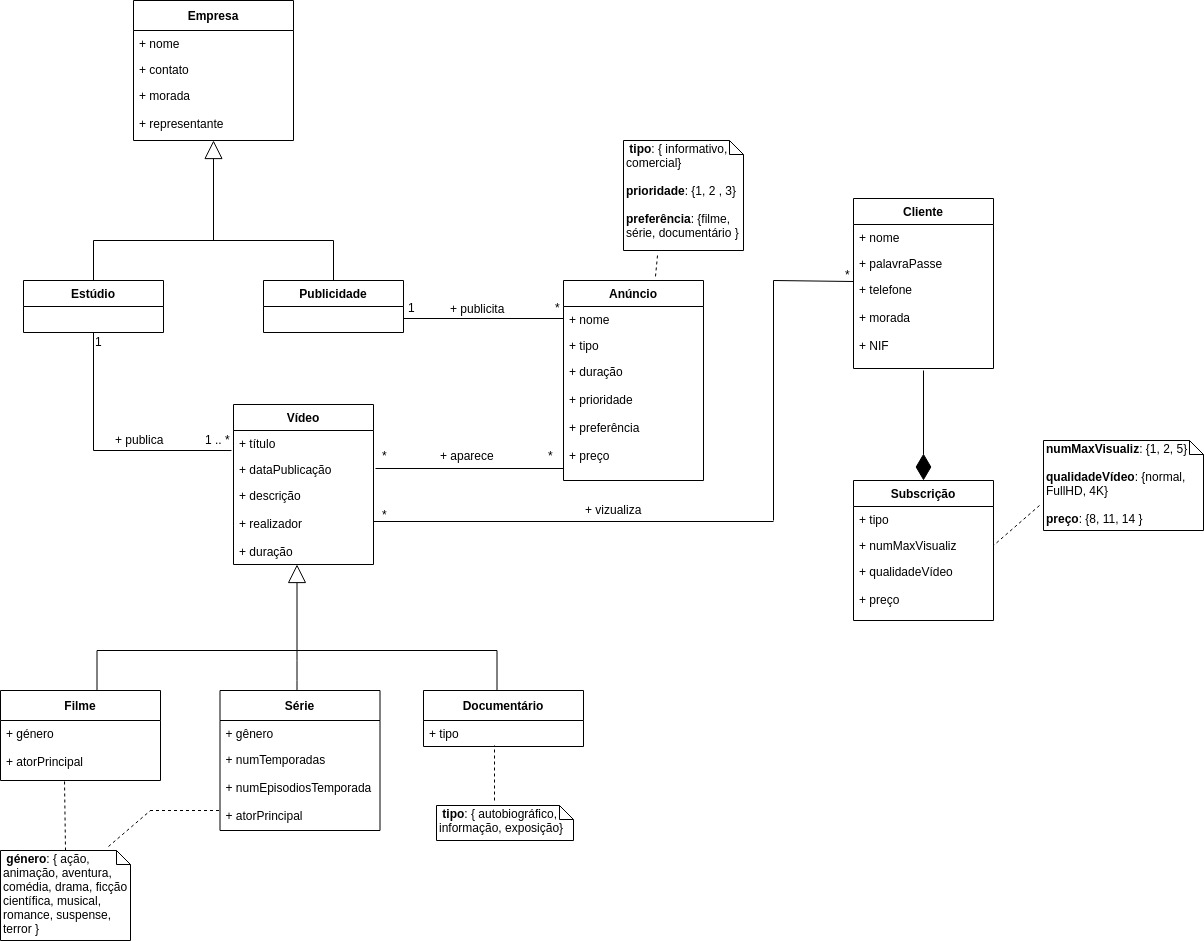 Empresa
+ nome
+ contato
+ morada
+ representante
tipo: { informativo,
comercial}
prioridade: {1, 2 , 3}
preferência: {filme,
série, documentário }
Cliente
+ nome
+ palavraPasse
+ telefone
+ morada
+ NIF
*
Estúdio
1
Publicidade
1
+ publicita
*
Anúncio
+ nome
+ tipo
+ duração
+ prioridade
+ preferência
+ preço
Vídeo
+ título
+ dataPublicação
+ descrição
+ realizador
+ duração
+ publica
1 .. *
*
+ aparece
*
*
+ vizualiza
numMaxVisualiz: {1, 2, 5}
qualidadeVídeo: {normal,
FullHD, 4K}
preço: {8, 11, 14 }
Subscrição
+ tipo
+ numMaxVisualiz
+ qualidadeVídeo
+ preço
Filme
+ género
+ atorPrincipal
Série
+ gênero
+ numTemporadas
+ numEpisodiosTemporada
+ atorPrincipal
Documentário
+ tipo
tipo: { autobiográfico,
informação, exposição}
género: { ação,
animação, aventura,
comédia, drama, ficção
científica, musical,
romance, suspense,
terror }